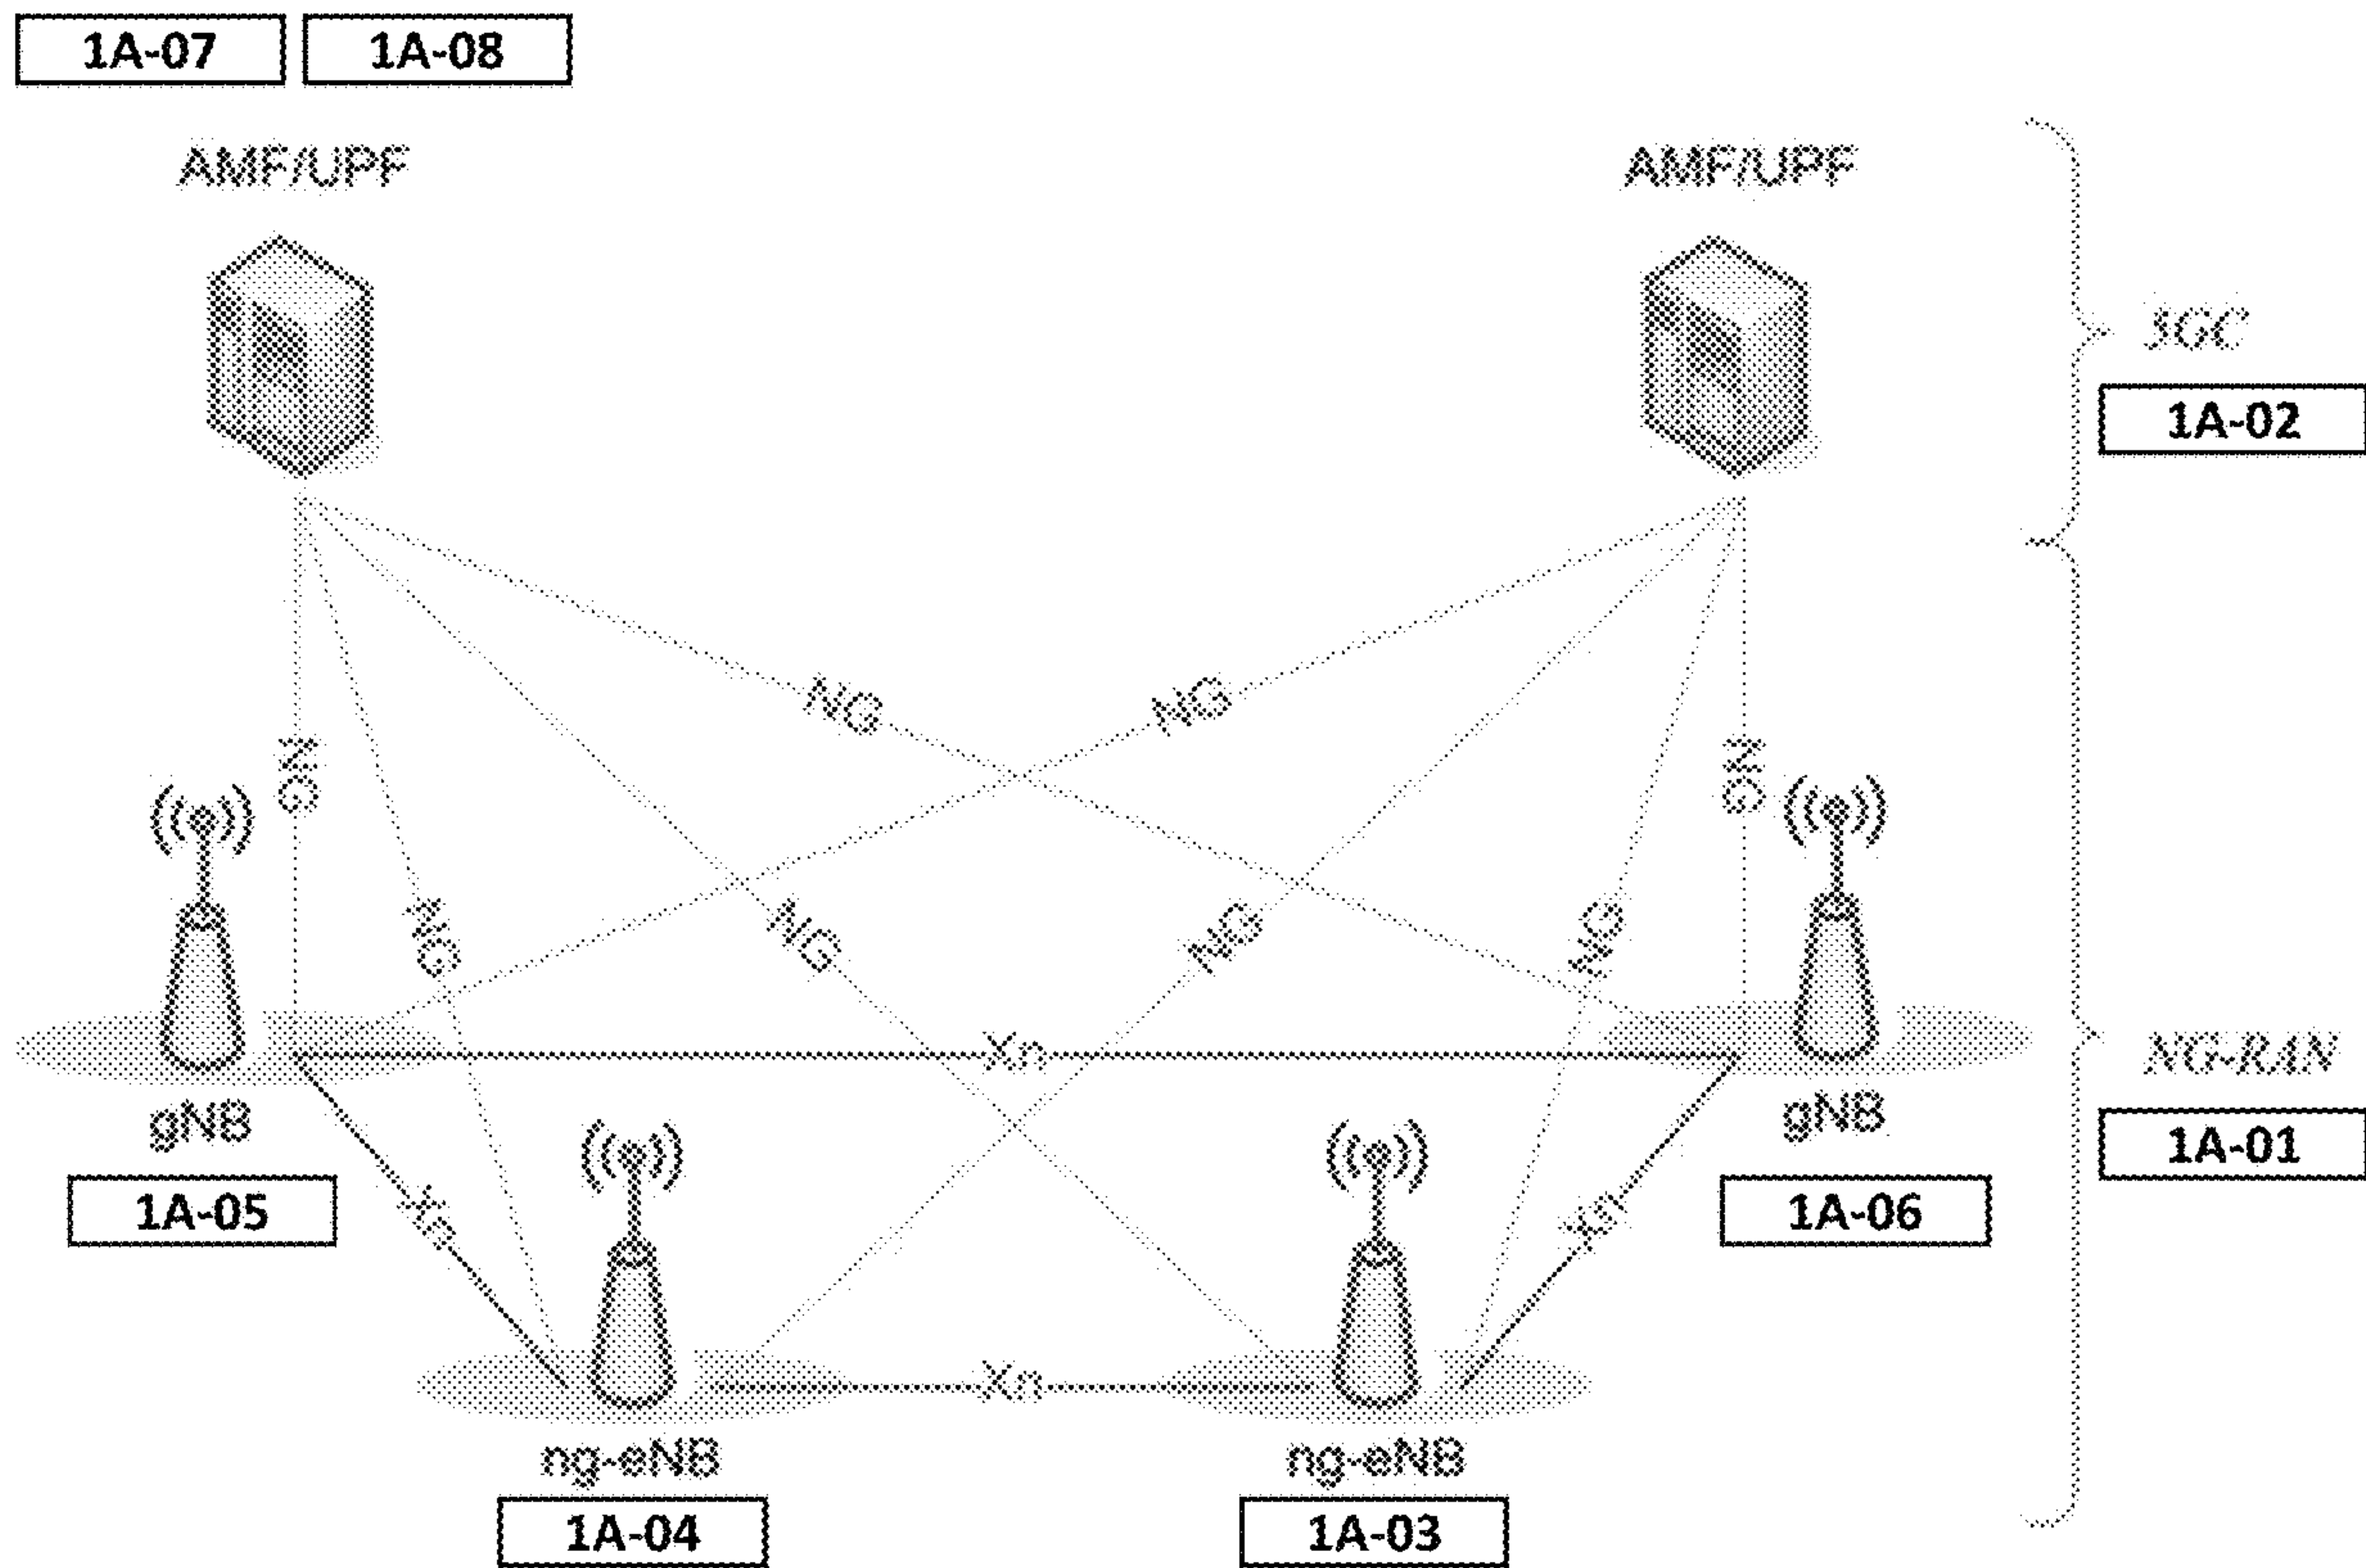 1A-07 1A-08
AMF/UPF AMF/UPF
5GC
1A-02
NG NG
NG NG
NG NG NG NG
Xn
gNB gNB
NG-RAN
1A-01
1A-05 Xn Xn 1A-06
Xn
ng-eNB ng-eNB
1A-04 1A-03